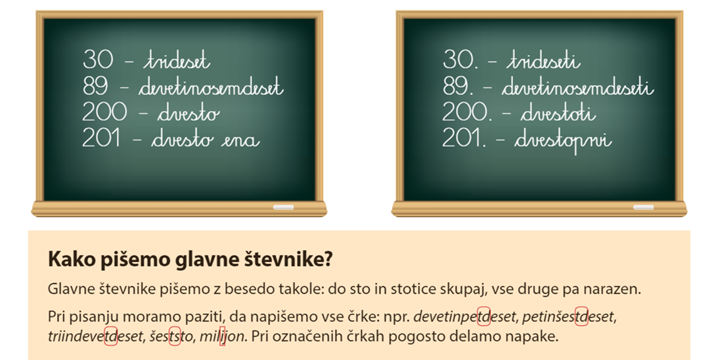 30 – trideset
89 – devetinosemdeset
200 – dvesto
201 – dvesto ena
30. – trideseti
89. – devetinosemdeseti
200. – dvestoti
201. – dvestoprvi
Kako pišemo glavne števnike?
Glavne števnike pišemo z besedo takole: do sto in stotice skupaj, vse druge pa narazen.
Pri pisanju moramo paziti, da napišemo vse črke: npr. devetinpetdeset, petinšestdeset,
triindevetdeset, šeststo, milijon. Pri označenih črkah pogosto delamo napake.